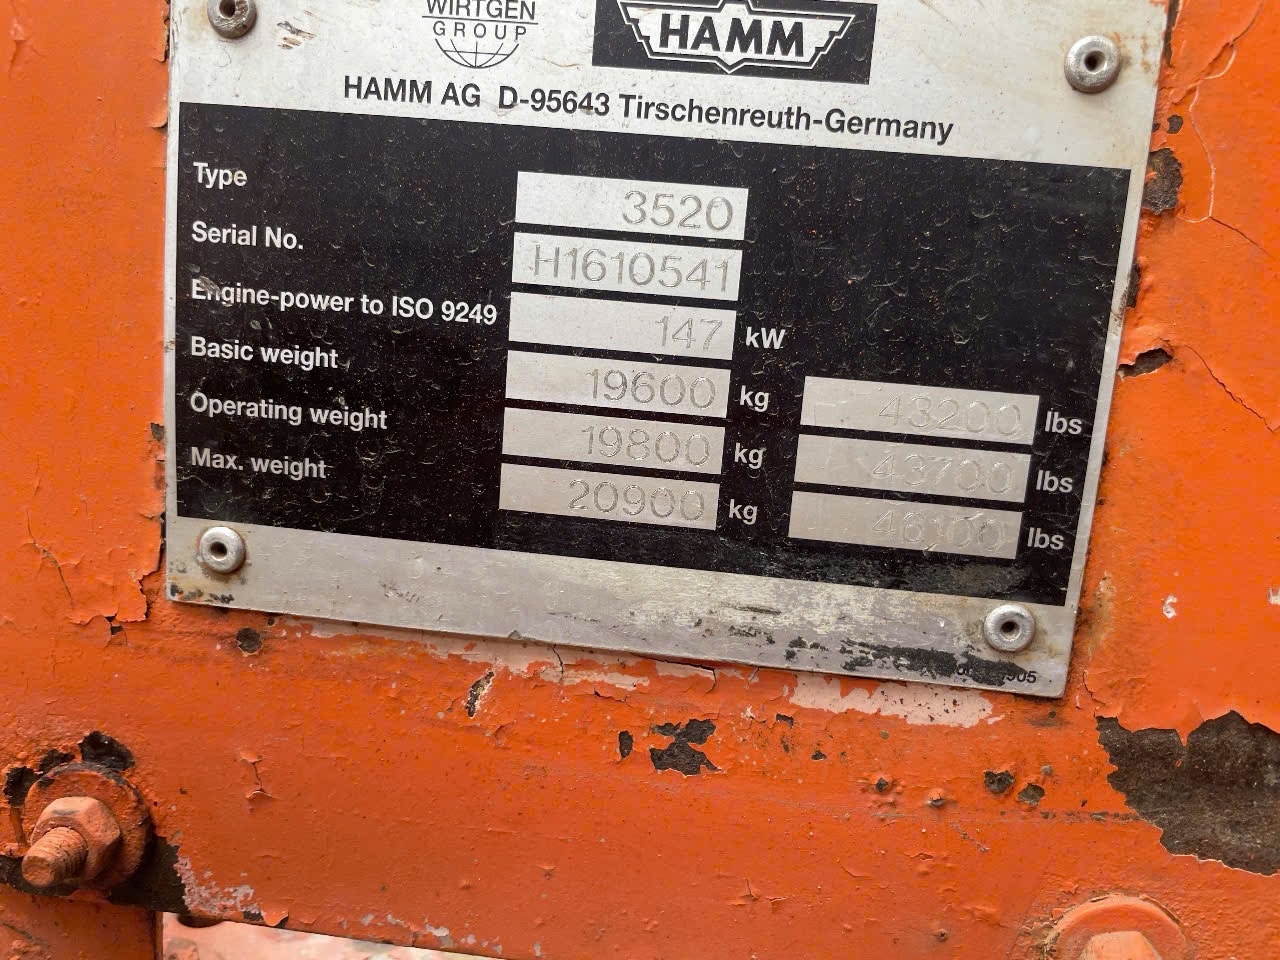 WIRTGEN
GROUP
HAMM
HAMM AG D-95643 Tirschenreuth-Germany
Type 3520
Serial No. H1610541
Engine-power to ISO 9249 147 kW
Basic weight 19600 kg 43200 lbs
Operating weight 19800 kg 43700 lbs
Max. weight 20900 kg 46100 lbs